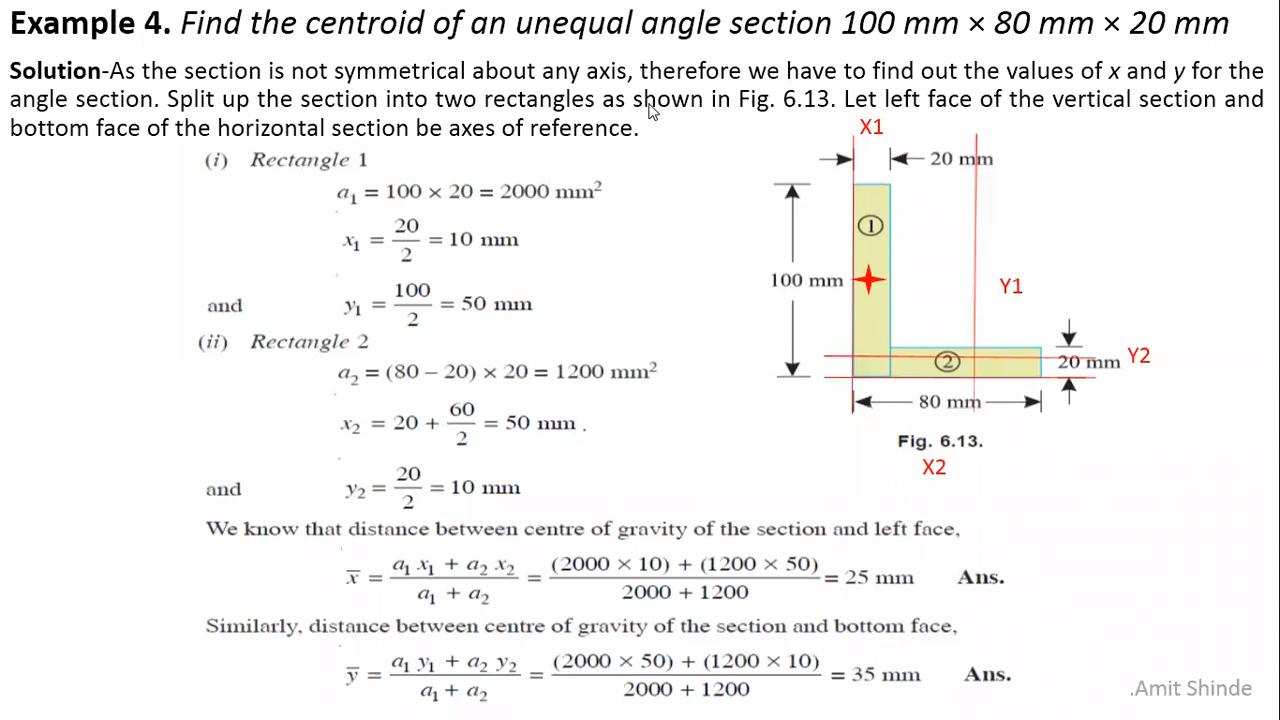 Example 4. Find the centroid of an unequal angle section 100 mm × 80 mm × 20 mm
Solution-As the section is not symmetrical about any axis, therefore we have to find out the values of x and y for the
angle section. Split up the section into two rectangles as shown in Fig. 6.13. Let left face of the vertical section and
bottom face of the horizontal section be axes of reference.
(i) Rectangle 1
a₁ = 100 × 20 = 2000 mm²
x₁ = 20/2 = 10 mm
and y₁ = 100/2 = 50 mm
(ii) Rectangle 2
a₂ = (80 – 20) × 20 = 1200 mm²
x₂ = 20 + 60/2 = 50 mm .
and y₂ = 20/2 = 10 mm
We know that distance between centre of gravity of the section and left face,
x̄ = (a₁ x₁ + a₂ x₂)/(a₁ + a₂) = ((2000 × 10) + (1200 × 50))/(2000 + 1200) = 25 mm Ans.
Similarly, distance between centre of gravity of the section and bottom face,
ȳ = (a₁ y₁ + a₂ y₂)/(a₁ + a₂) = ((2000 × 50) + (1200 × 10))/(2000 + 1200) = 35 mm Ans.
X1
20 mm
①
100 mm
Y1
②
20 mm
Y2
80 mm
Fig. 6.13.
X2
.Amit Shinde